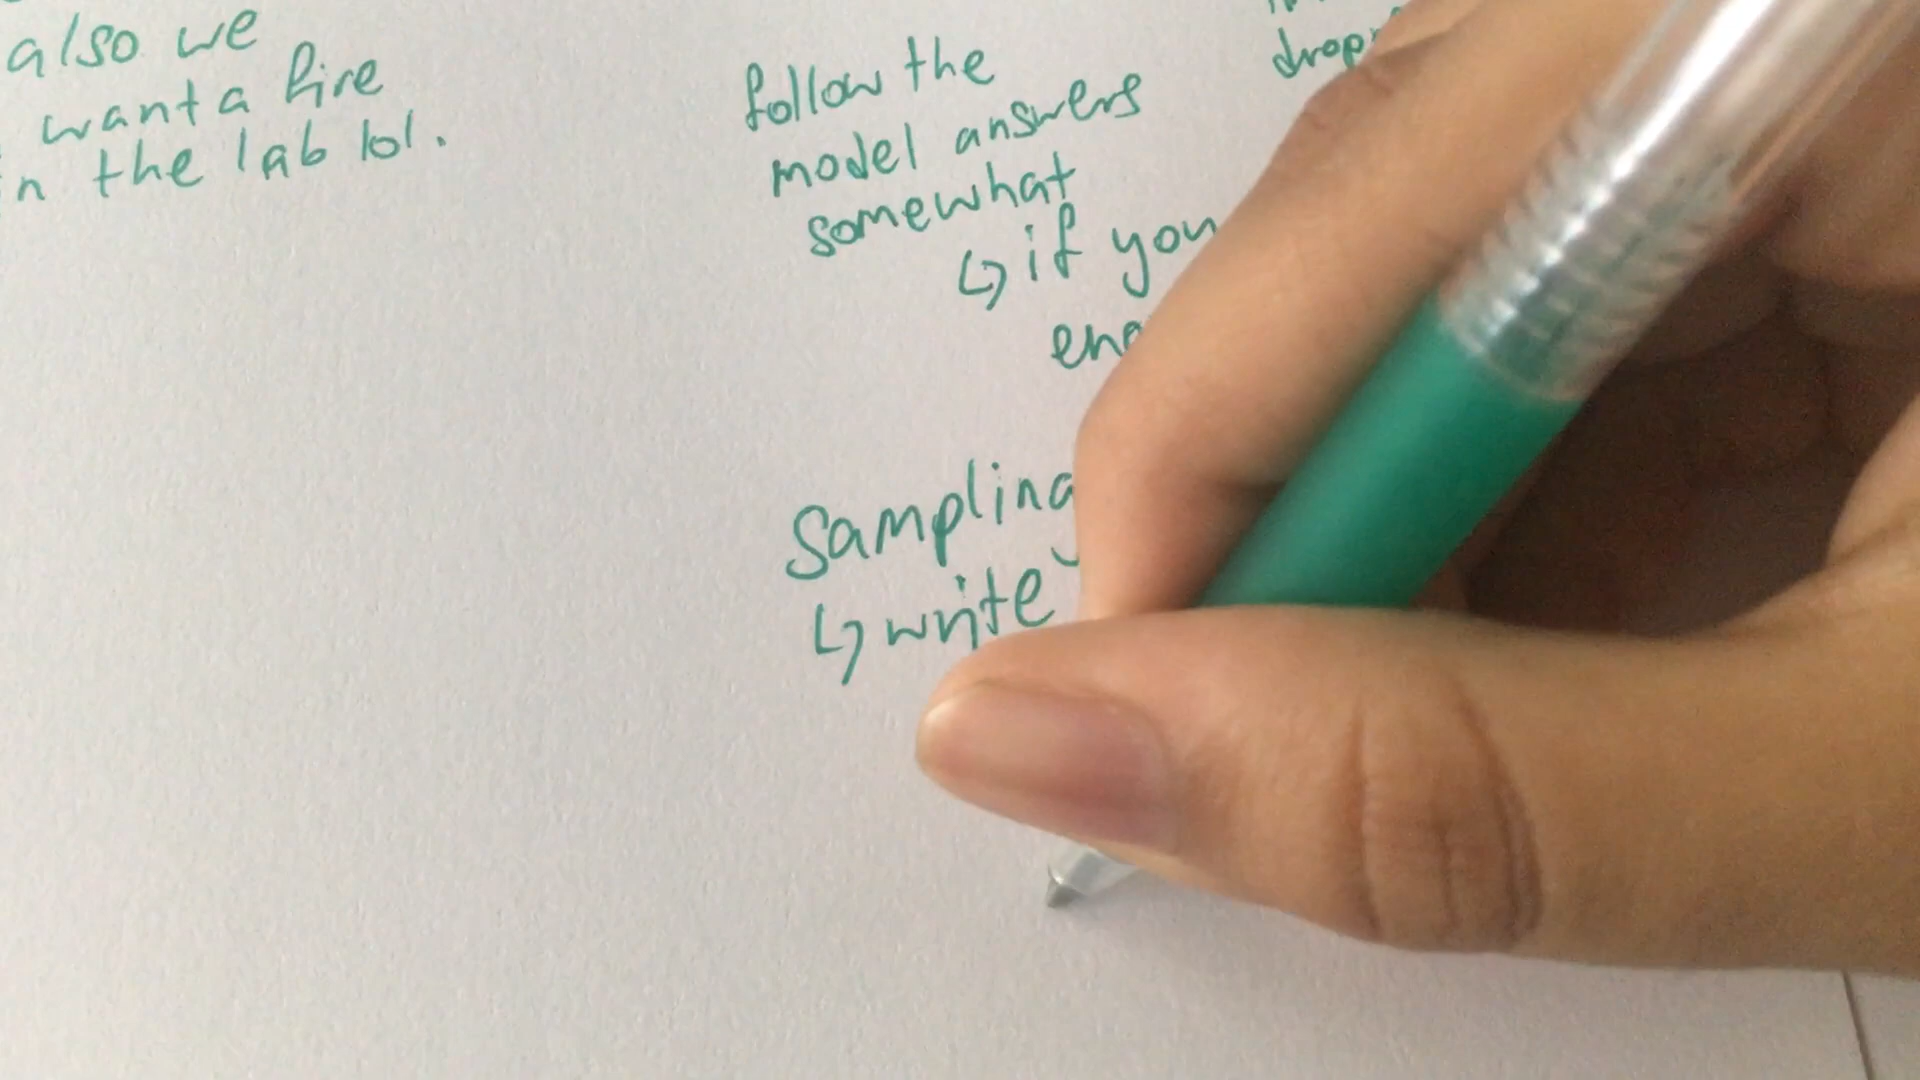 also we
want a fire
the lab lol.
follow the
model answers
somewhat
↳ if you
Sampling
↳ write